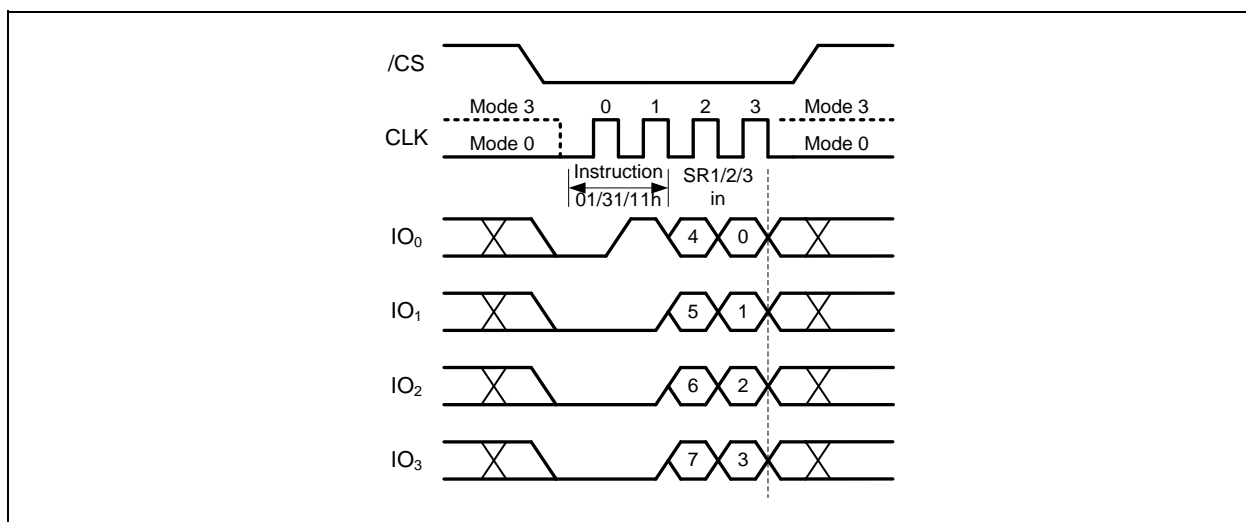 /CS
Mode 3 0 1 2 3 Mode 3
CLK
Mode 0 Mode 0
Instruction SR1/2/3
01/31/11h in
IO₀ 4 0
IO₁ 5 1
IO₂ 6 2
IO₃ 7 3